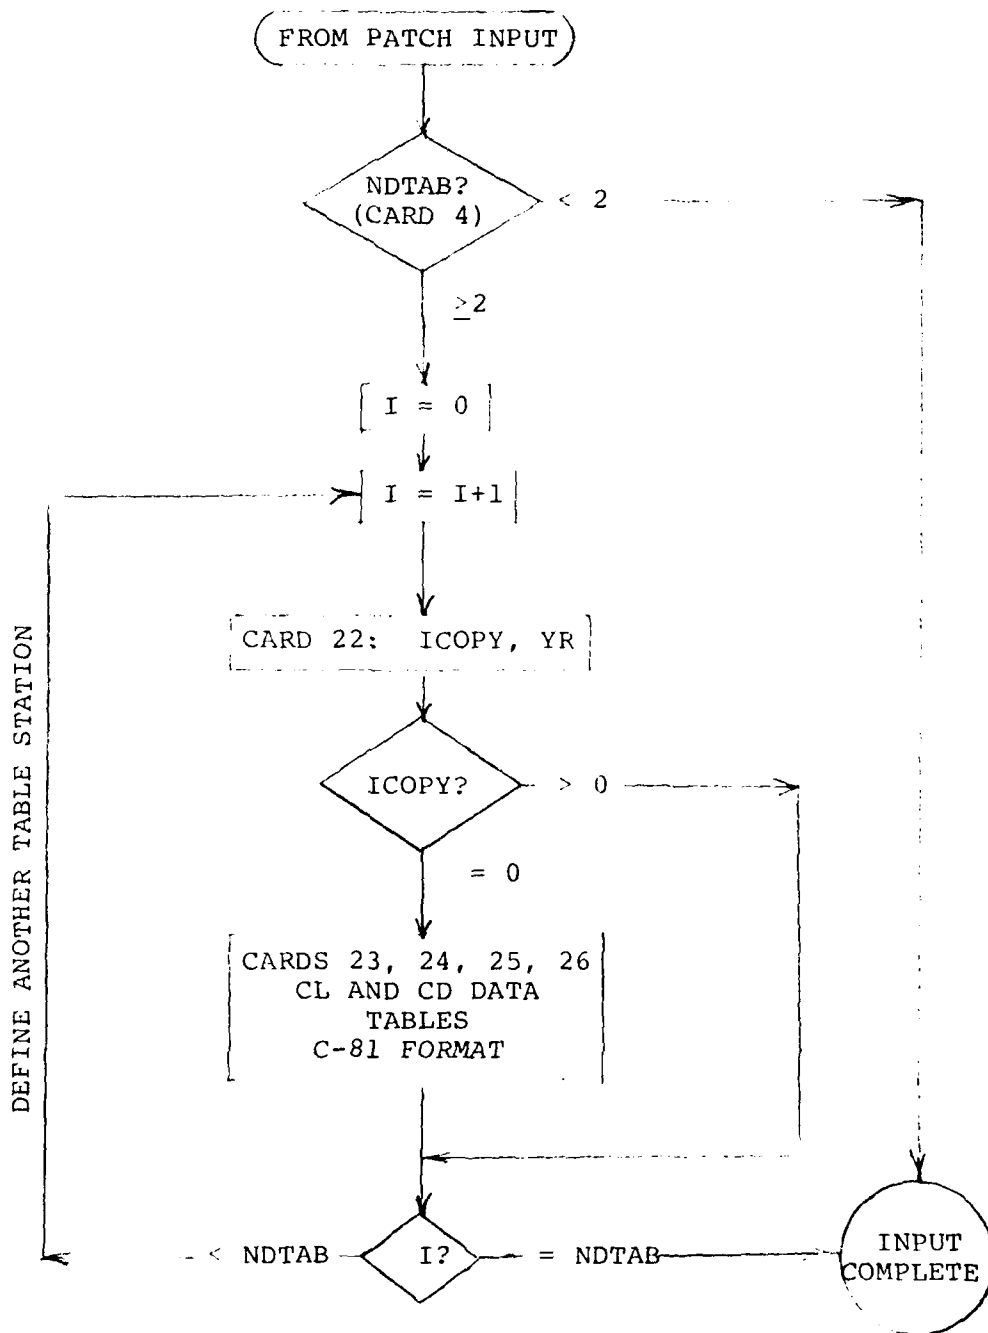 FROM PATCH INPUT
NDTAB?
(CARD 4)
< 2
≥2
I = 0
I = I+1
CARD 22: ICOPY, YR
ICOPY?
> 0
= 0
CARDS 23, 24, 25, 26
CL AND CD DATA
TABLES
C-81 FORMAT
DEFINE ANOTHER TABLE STATION
< NDTAB
I?
= NDTAB
INPUT
COMPLETE